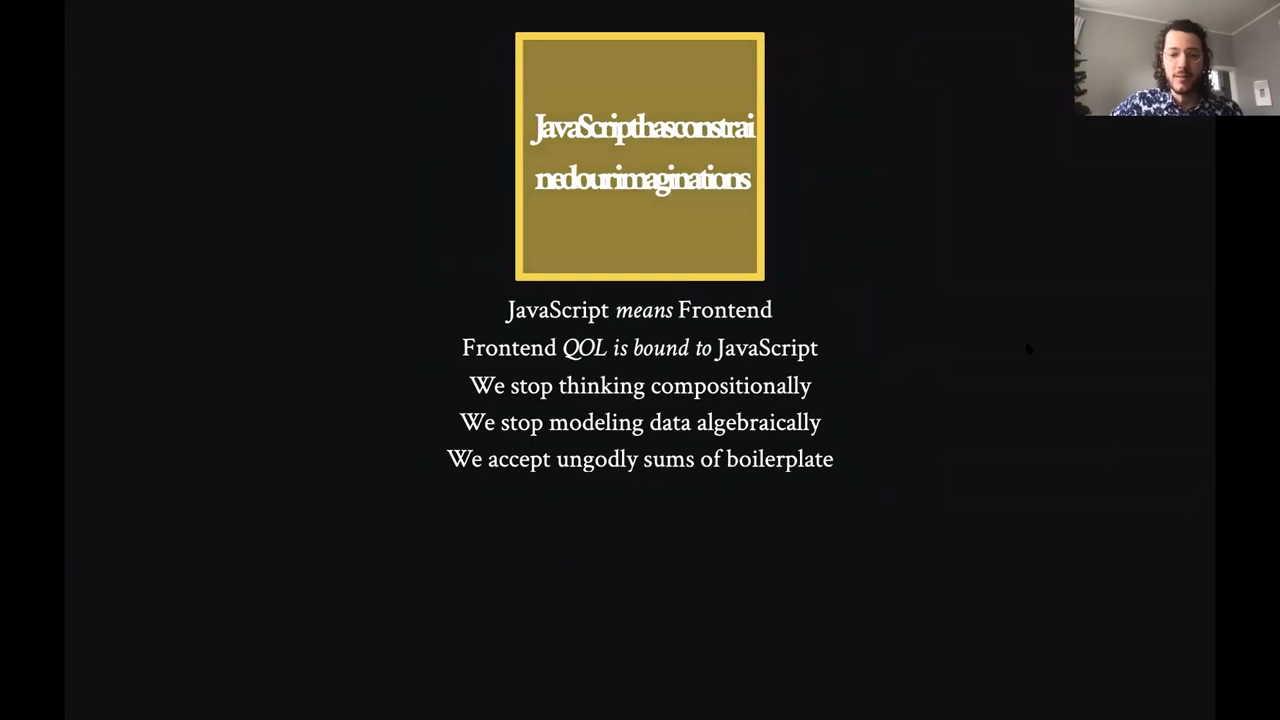 JavaScripthasconstrai
nedourimaginations
JavaScript means Frontend
Frontend QOL is bound to JavaScript
We stop thinking compositionally
We stop modeling data algebraically
We accept ungodly sums of boilerplate